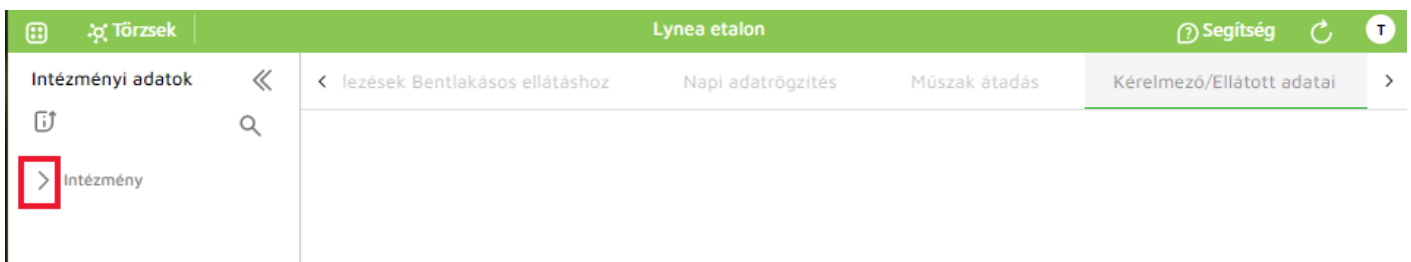 Törzsek Lynea etalon Segítség T
Intézményi adatok lezések Bentlakásos ellátáshoz Napi adatrögzítés Műszak átadás Kérelmező/Ellátott adatai
Intézmény